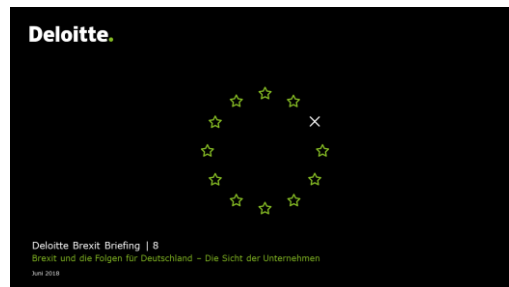 Deloitte.
Deloitte Brexit Briefing | 8
Brexit und die Folgen für Deutschland – Die Sicht der Unternehmen
Juni 2018